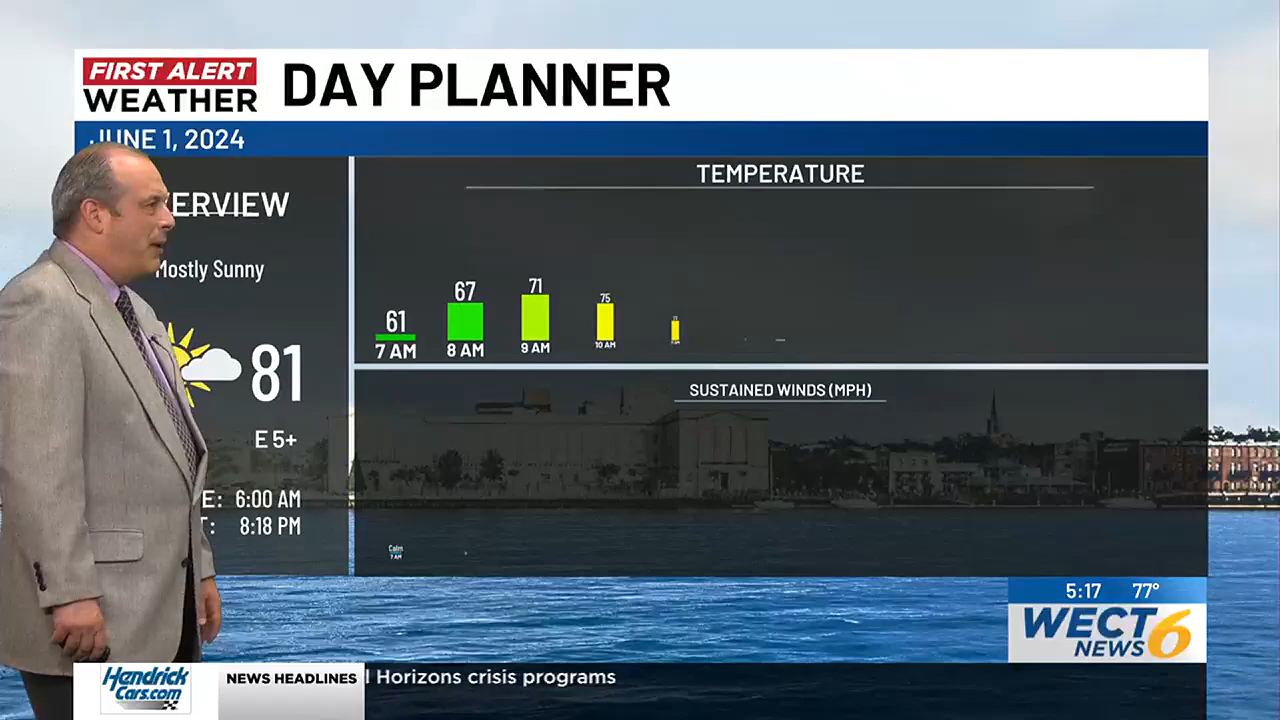 FIRST ALERT
WEATHER
DAY PLANNER
JUNE 1, 2024
ERVIEW
Mostly Sunny
81
E 5+
E: 6:00 AM
T: 8:18 PM
TEMPERATURE
61 67 71 75
7 AM 8 AM 9 AM 10 AM
SUSTAINED WINDS (MPH)
Calm
7 AM
5:17 77°
WECT 6
NEWS
Hendrick
Cars.com
NEWS HEADLINES
l Horizons crisis programs